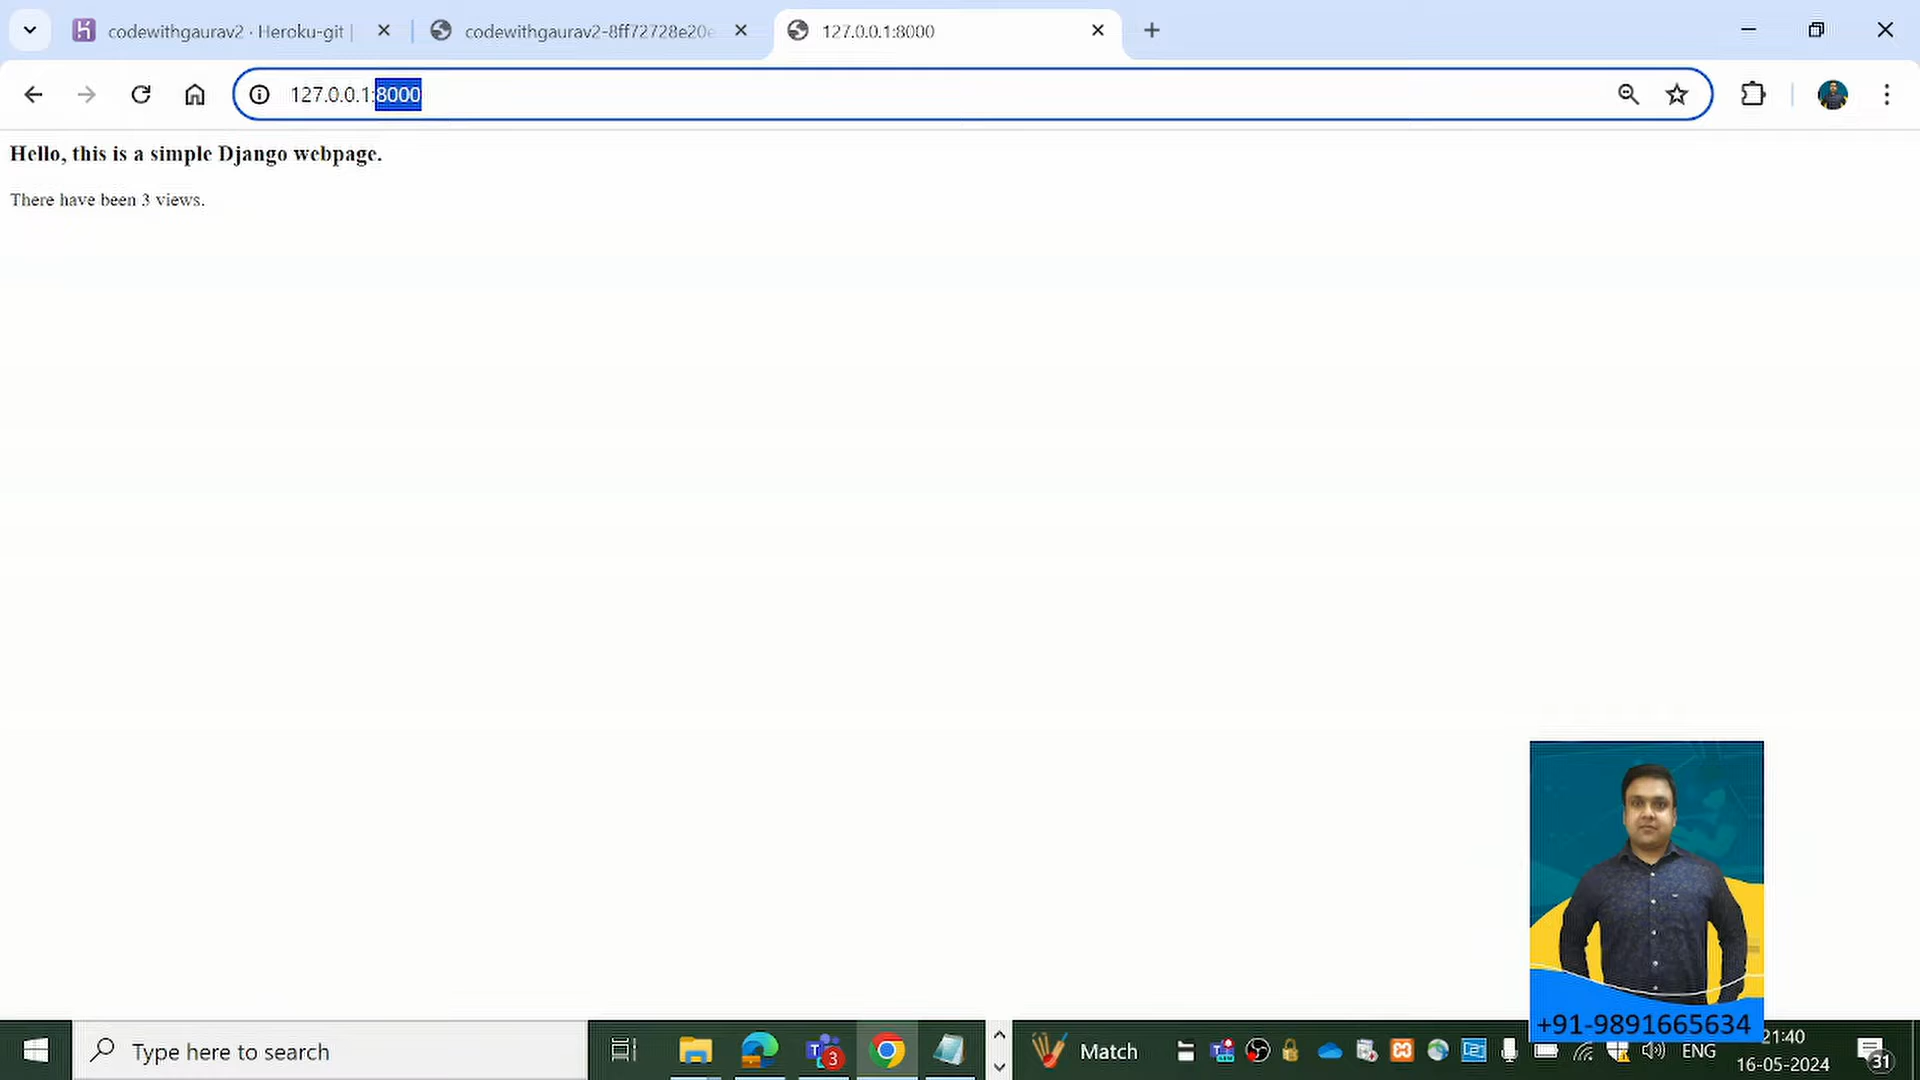 codewithgaurav2 · Heroku-git |
codewithgaurav2-8ff72728e20e
127.0.0.1:8000
127.0.0.1:8000
Hello, this is a simple Django webpage.
There have been 3 views.
+91-9891665634
Type here to search
3
Match
ENG
21:40
16-05-2024
31